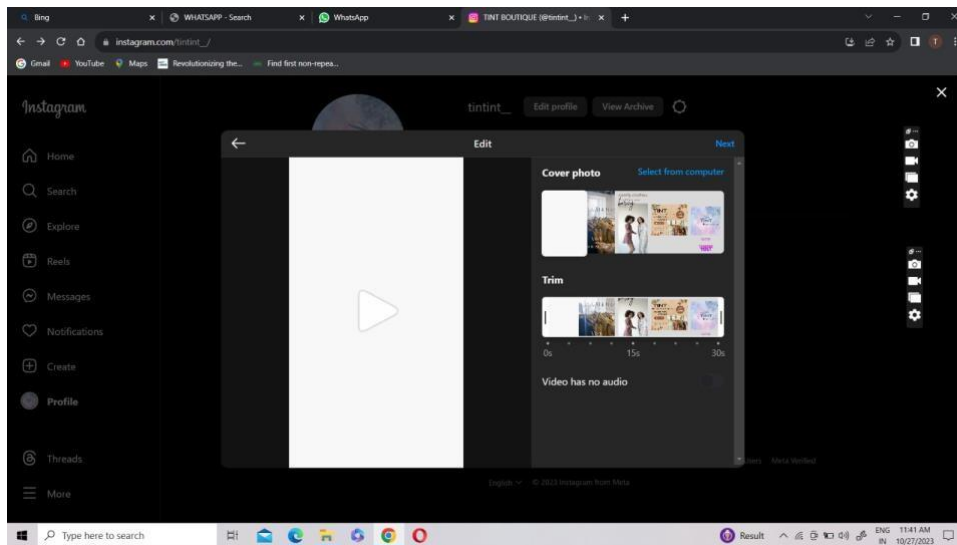 Bing
WHATSAPP - Search
WhatsApp
TINT BOUTIQUE (@tintint_) • In
instagram.com/tintint_/
T
Gmail
YouTube
Maps
Revolutionizing the...
Find first non-repea...
Instagram
tintint__
Edit profile
View Archive
Edit
Next
Home
Search
Explore
Reels
Messages
Notifications
Create
Profile
Threads
More
Cover photo
Select from computer
Trim
0s
15s
30s
Video has no audio
Meta Verified
English
© 2023 Instagram from Meta
Type here to search
Result
ENG
IN
11:41 AM
10/27/2023